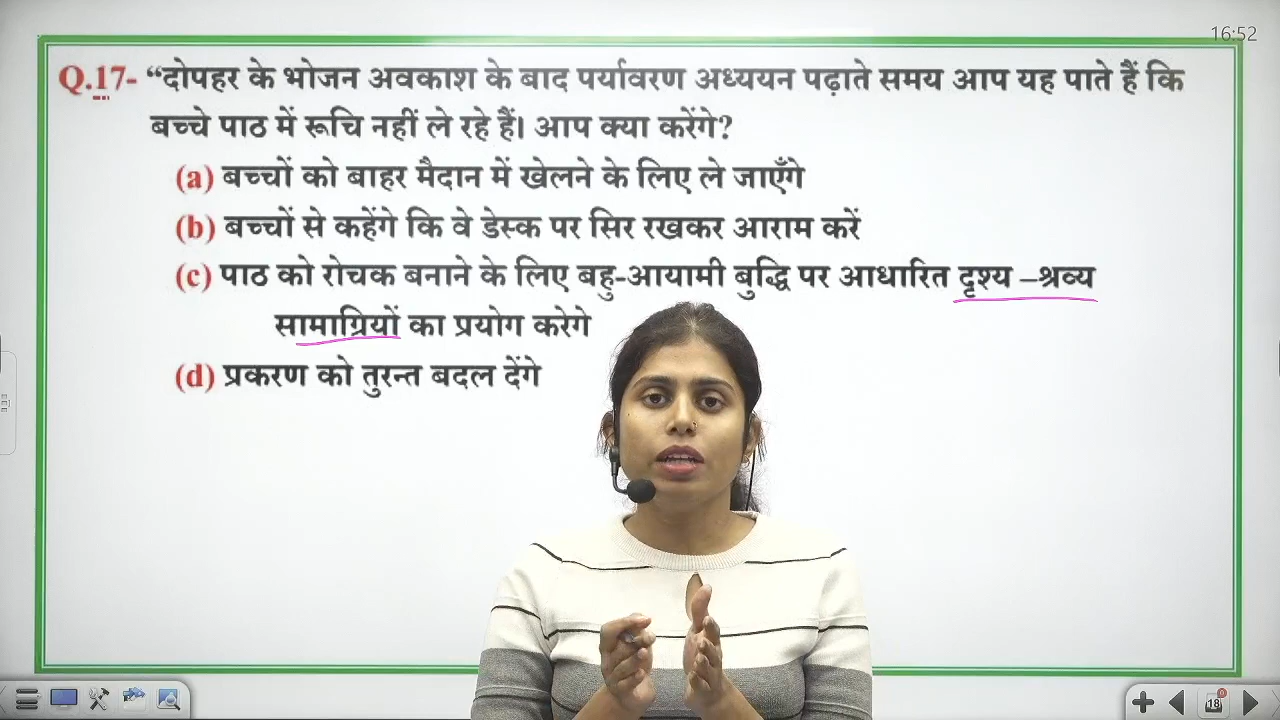 16:52
Q.17- “दोपहर के भोजन अवकाश के बाद पर्यावरण अध्ययन पढ़ाते समय आप यह पाते हैं कि
बच्चे पाठ में रूचि नहीं ले रहे हैं। आप क्या करेंगे?
(a) बच्चों को बाहर मैदान में खेलने के लिए ले जाएँगे
(b) बच्चों से कहेंगे कि वे डेस्क पर सिर रखकर आराम करें
(c) पाठ को रोचक बनाने के लिए बहु-आयामी बुद्धि पर आधारित दृश्य –श्रव्य
सामाग्रियों का प्रयोग करेगे
(d) प्रकरण को तुरन्त बदल देंगे
18